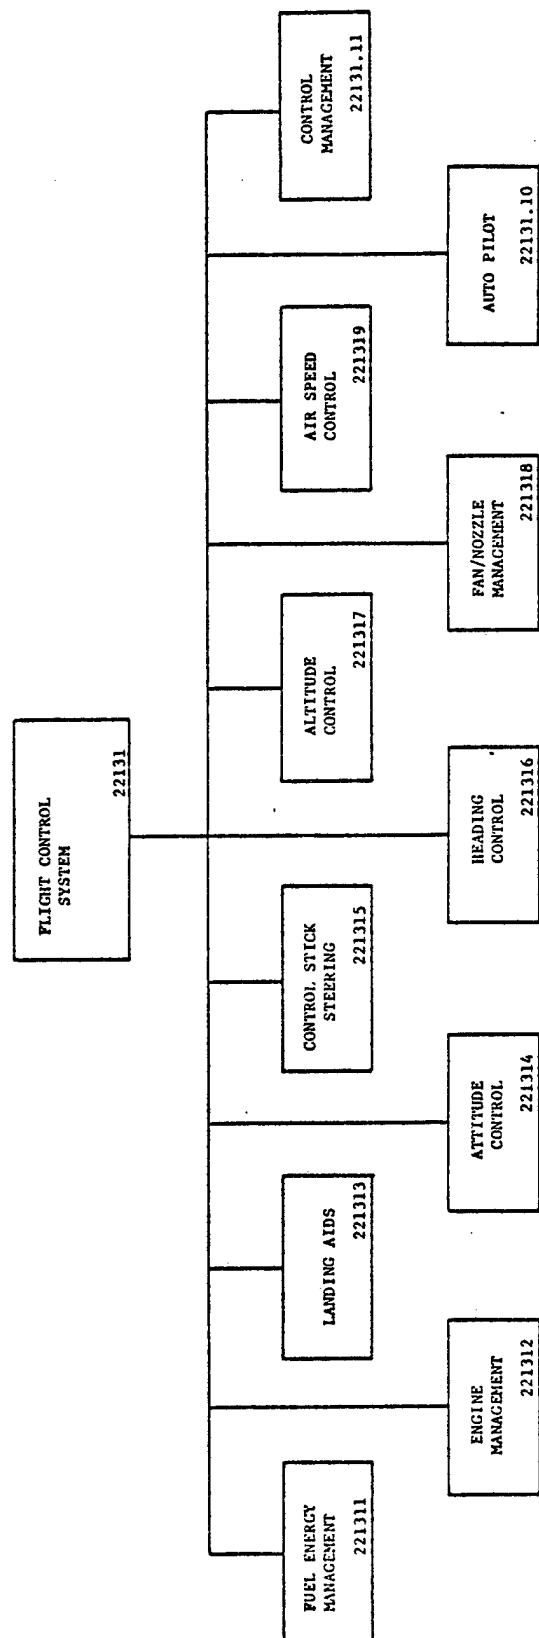 FLIGHT CONTROL
SYSTEM
22131
FUEL ENERGY
MANAGEMENT
221311
ENGINE
MANAGEMENT
221312
LANDING AIDS
221313
ATTITUDE
CONTROL
221314
CONTROL STICK
STEERING
221315
HEADING
CONTROL
221316
ALTITUDE
CONTROL
221317
FAN/NOZZLE
MANAGEMENT
221318
AIR SPEED
CONTROL
221319
AUTO PILOT
22131.10
CONTROL
MANAGEMENT
22131.11